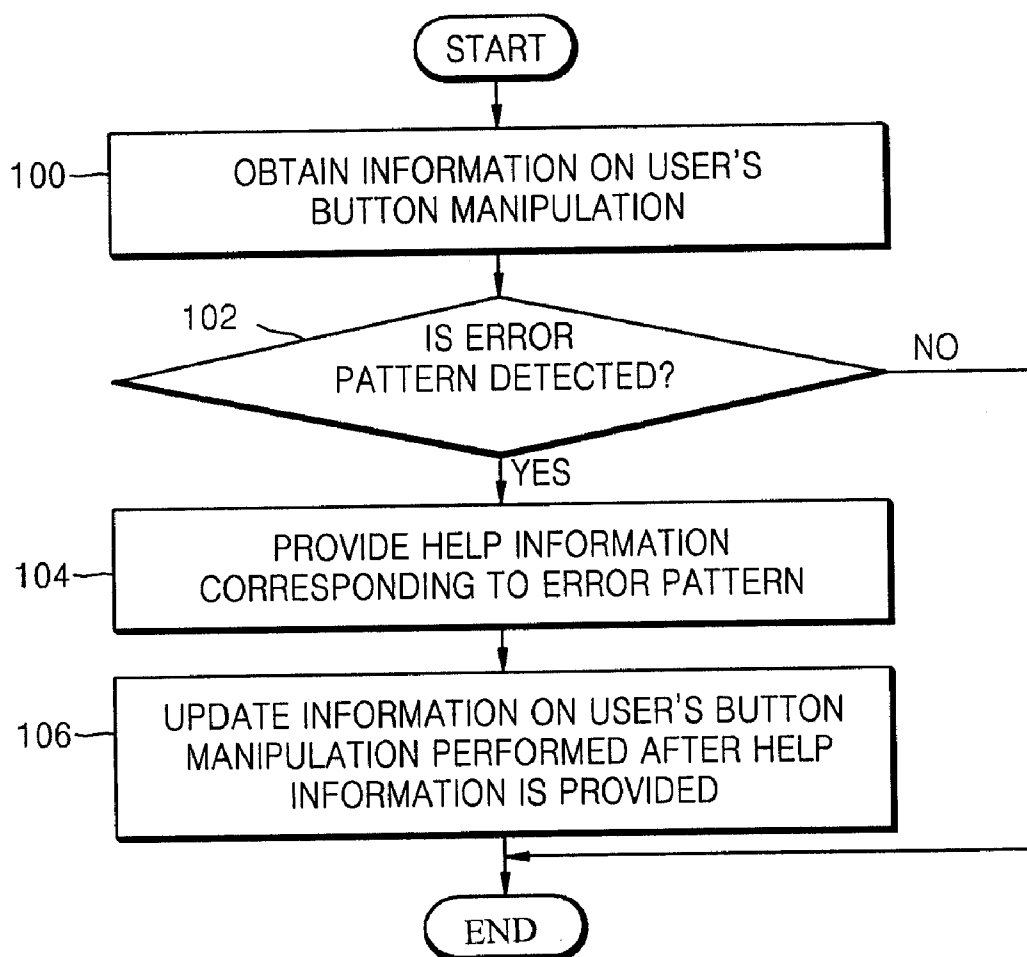 START
100
OBTAIN INFORMATION ON USER'S
BUTTON MANIPULATION
102
IS ERROR
PATTERN DETECTED?
NO
YES
104
PROVIDE HELP INFORMATION
CORRESPONDING TO ERROR PATTERN
106
UPDATE INFORMATION ON USER'S BUTTON
MANIPULATION PERFORMED AFTER HELP
INFORMATION IS PROVIDED
END